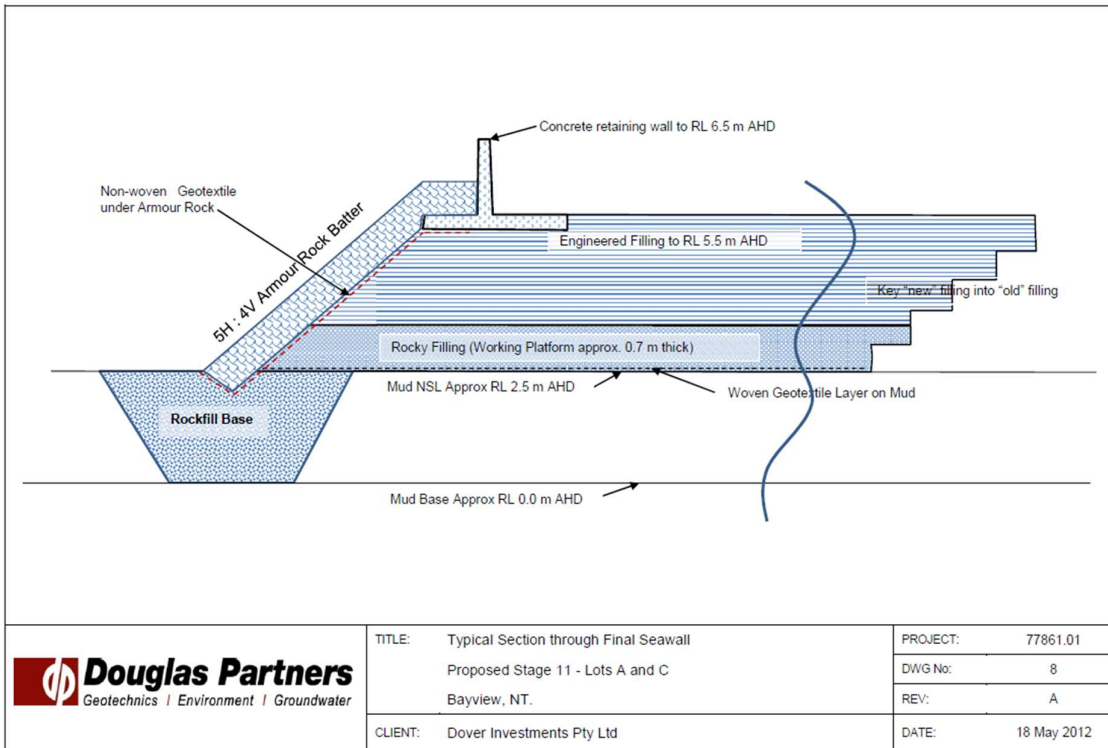 Concrete retaining wall to RL 6.5 m AHD
Non-woven Geotextile
under Armour Rock
5H : 4V Armour Rock Batter
Engineered Filling to RL 5.5 m AHD
Key "new" filling into "old" filling
Rocky Filling (Working Platform approx. 0.7 m thick)
Mud NSL Approx RL 2.5 m AHD
Woven Geotextile Layer on Mud
Rockfill Base
Mud Base Approx RL 0.0 m AHD
Douglas Partners
Geotechnics | Environment | Groundwater
TITLE: Typical Section through Final Seawall
Proposed Stage 11 - Lots A and C
Bayview, NT.
CLIENT: Dover Investments Pty Ltd
PROJECT: 77861.01
DWG No: 8
REV: A
DATE: 18 May 2012